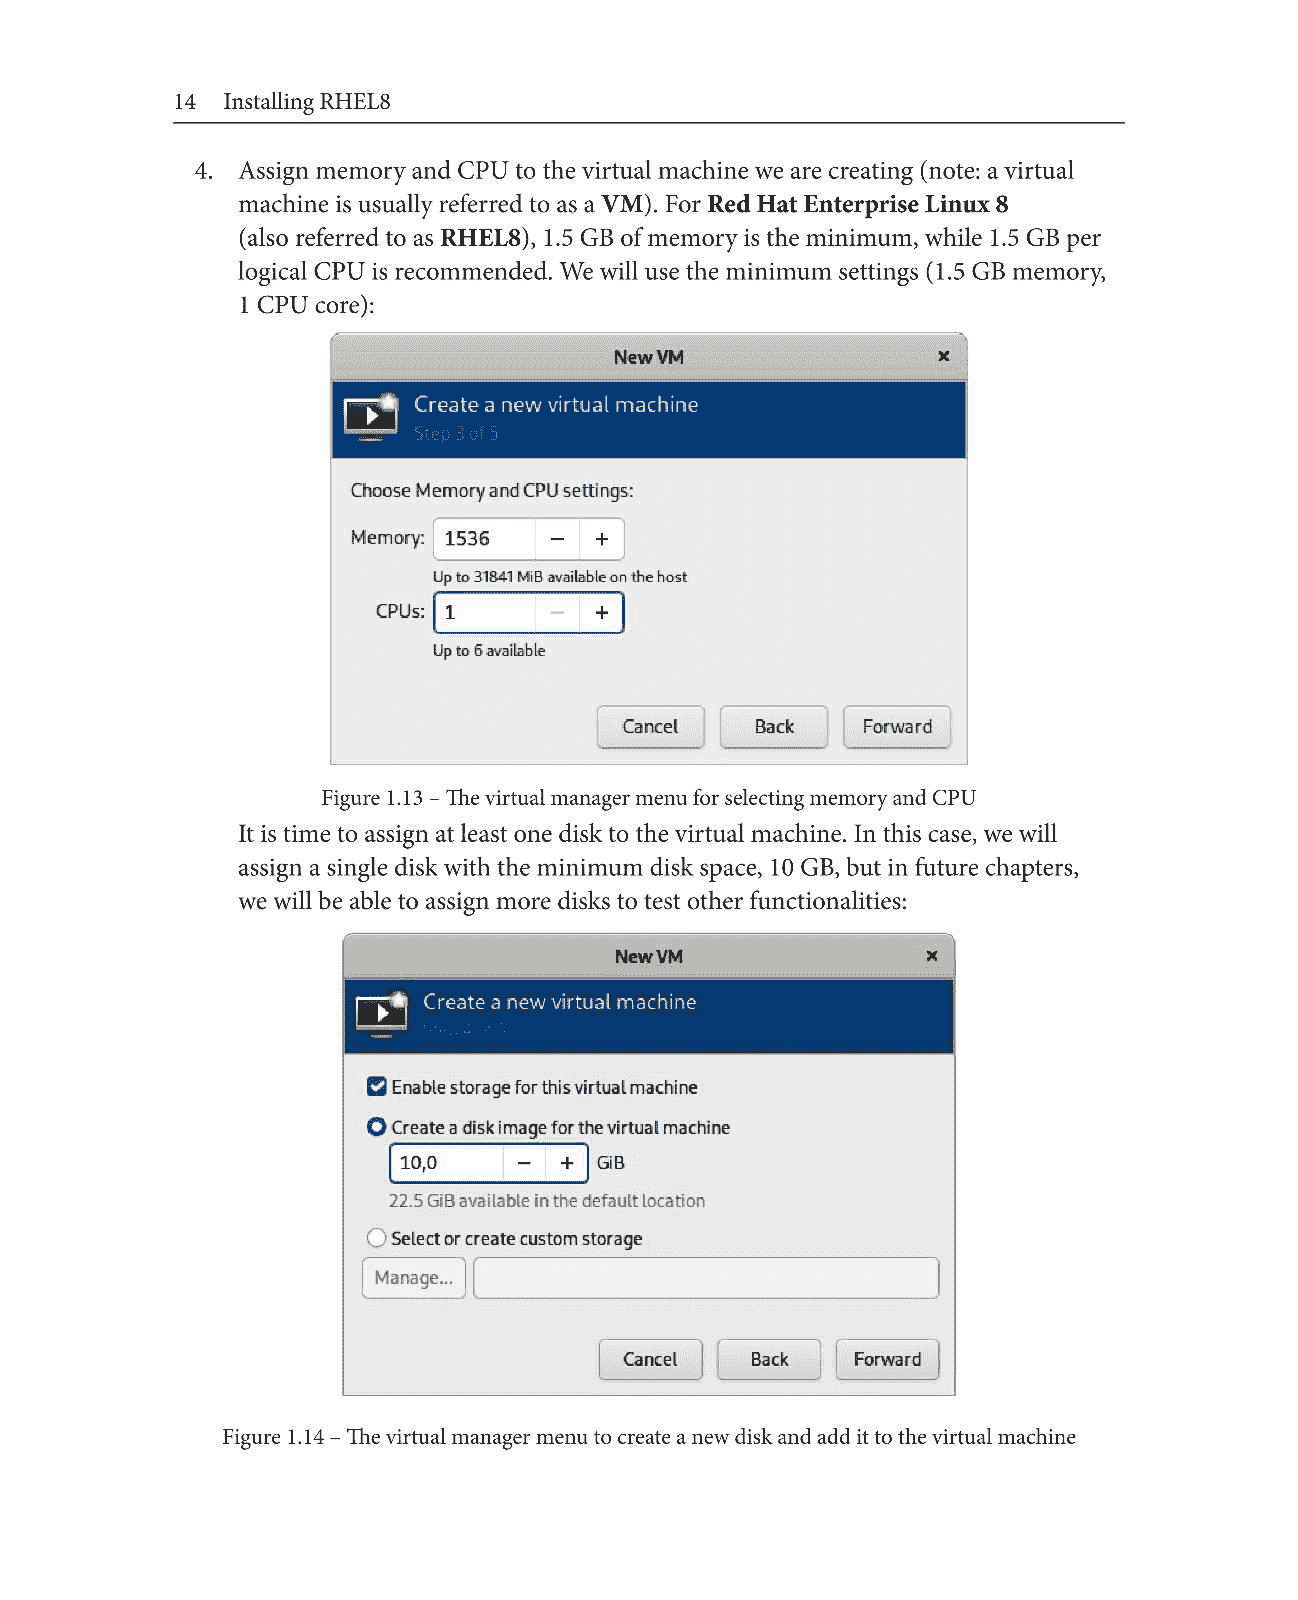 14 Installing RHEL8
4. Assign memory and CPU to the virtual machine we are creating (note: a virtual
machine is usually referred to as a VM). For Red Hat Enterprise Linux 8
(also referred to as RHEL8), 1.5 GB of memory is the minimum, while 1.5 GB per
logical CPU is recommended. We will use the minimum settings (1.5 GB memory,
1 CPU core):
New VM ×
Create a new virtual machine
Step 3 of 5
Choose Memory and CPU settings:
Memory: 1536 − +
Up to 31841 MiB available on the host
CPUs: 1 − +
Up to 6 available
Cancel Back Forward
Figure 1.13 – The virtual manager menu for selecting memory and CPU
It is time to assign at least one disk to the virtual machine. In this case, we will
assign a single disk with the minimum disk space, 10 GB, but in future chapters,
we will be able to assign more disks to test other functionalities:
New VM ×
Create a new virtual machine
Enable storage for this virtual machine
Create a disk image for the virtual machine
10,0 − + GiB
22.5 GiB available in the default location
Select or create custom storage
Manage...
Cancel Back Forward
Figure 1.14 – The virtual manager menu to create a new disk and add it to the virtual machine